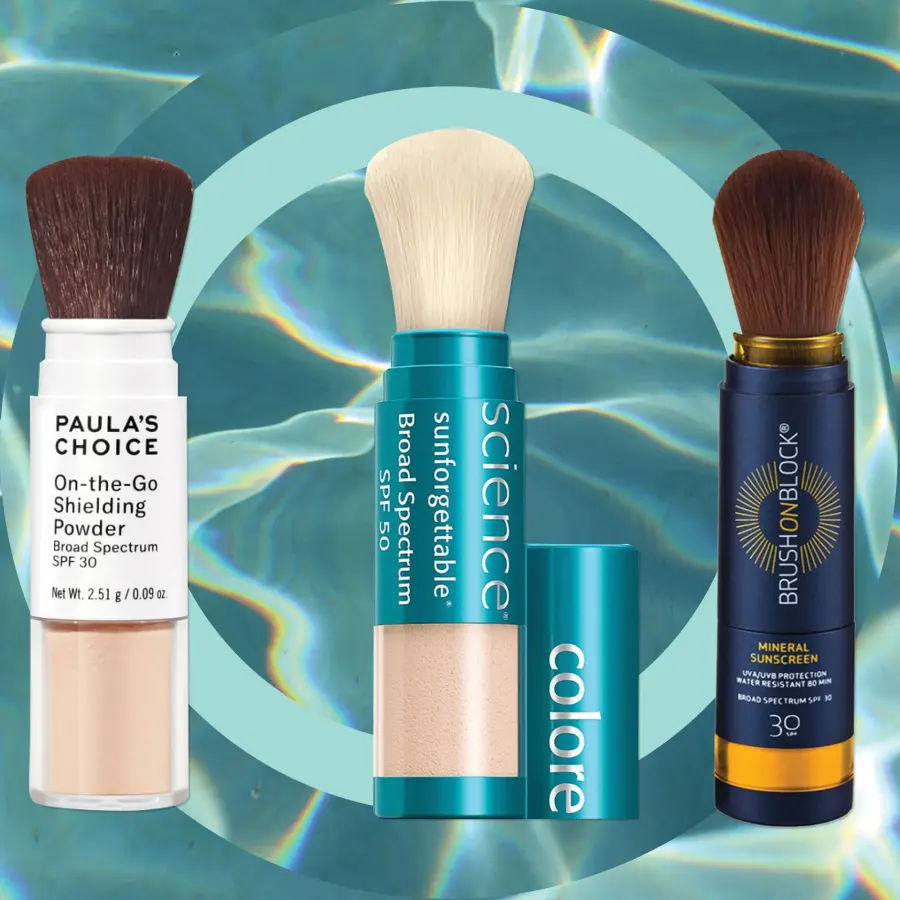 PAULA'S
CHOICE
On-the-Go
Shielding
Powder
Broad Spectrum
SPF 30
Net Wt. 2.51 g / 0.09 oz.
science®
sunforgettable®
Broad Spectrum
SPF 50
colore
BRUSHONBLOCK®
MINERAL
SUNSCREEN
UVA/UVB PROTECTION
WATER RESISTANT 80 MIN
BROAD SPECTRUM SPF 30
30
SPF